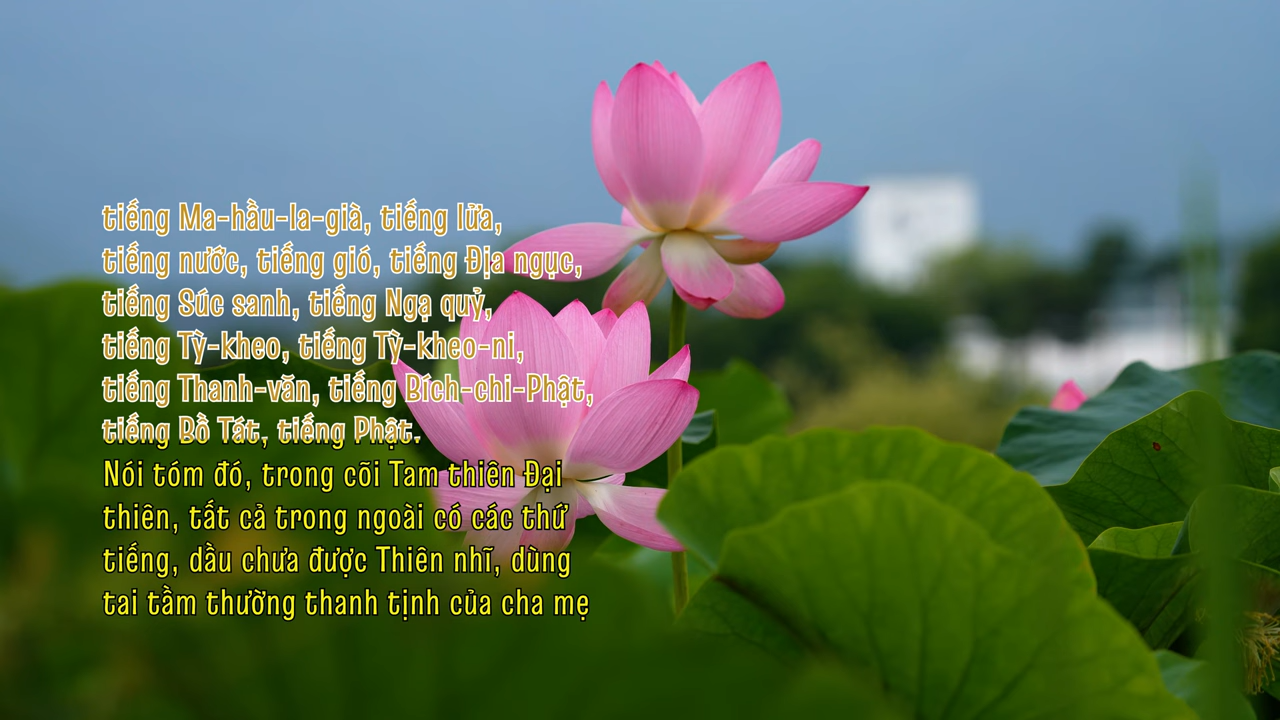 tiếng Ma-hầu-la-già, tiếng lửa,
tiếng nước, tiếng gió, tiếng Địa ngục,
tiếng Súc sanh, tiếng Ngạ quỷ,
tiếng Tỳ-kheo, tiếng Tỳ-kheo-ni,
tiếng Thanh-văn, tiếng Bích-chi-Phật,
tiếng Bồ Tát, tiếng Phật.
Nói tóm đó, trong cõi Tam thiên Đại
thiên, tất cả trong ngoài có các thứ
tiếng, dầu chưa được Thiên nhĩ, dùng
tai tầm thường thanh tịnh của cha mẹ